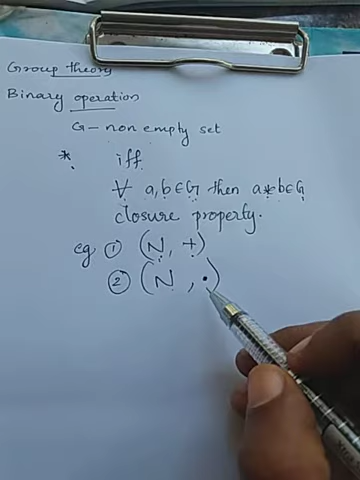 Group theory
Binary operation
G - non empty set
* iff
∀ a, b ∈ G then a * b ∈ G
closure property.
eg ① (N, +)
② (N, •)